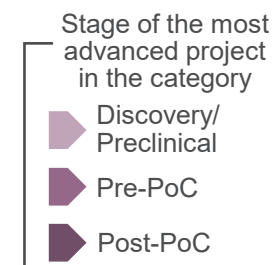 Stage of the most
advanced project
in the category
Discovery/
Preclinical
Pre-PoC
Post-PoC